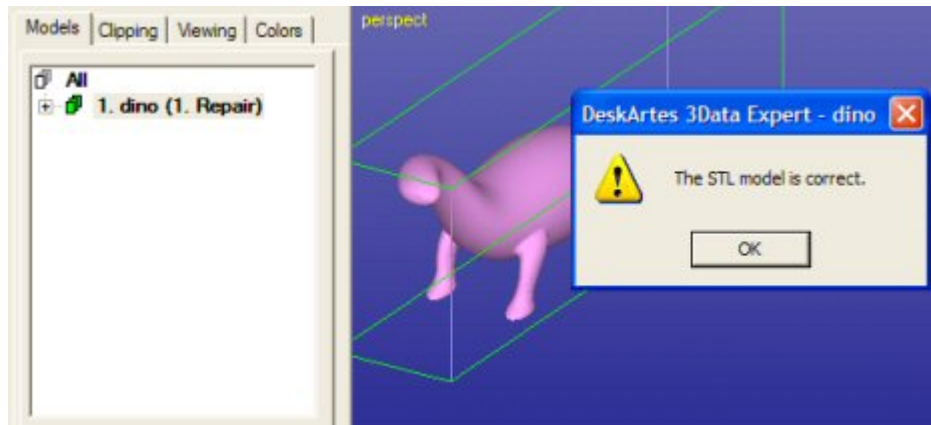 Models Clipping Viewing Colors
All
1. dino (1. Repair)
perspect
DeskArtes 3Data Expert - dino
The STL model is correct.
OK